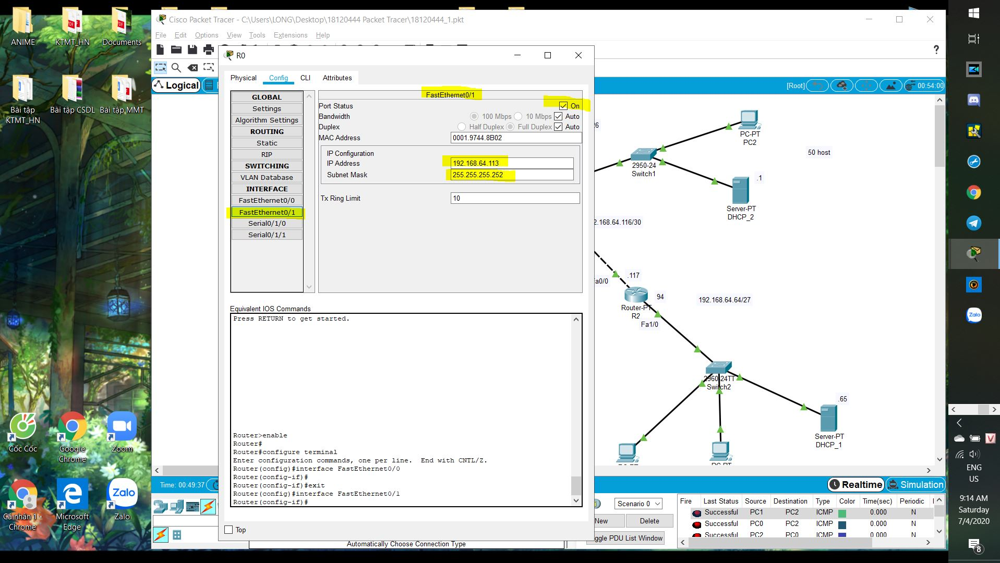 ANIME
KTMT_HN
Documents
Bài tập
KTMT_HN
Bài tập CSDL
Bài tập MMT
Cốc Cốc
Google
Chrome
Zoom
Cá nhân 1 -
Chrome
Microsoft
Edge
Zalo
Zalo
Cisco Packet Tracer - C:\Users\LONG\Desktop\18120444 Packet Tracer\18120444_1.pkt
File Edit Options View Tools Extensions Help
?
Logical
[Root]
00:54:00
R0
Physical Config CLI Attributes
GLOBAL
Settings
Algorithm Settings
ROUTING
Static
RIP
SWITCHING
VLAN Database
INTERFACE
FastEthernet0/0
FastEthernet0/1
Serial0/1/0
Serial0/1/1
FastEthernet0/1
Port Status On
Bandwidth 100 Mbps 10 Mbps Auto
Duplex Half Duplex Full Duplex Auto
MAC Address 0001.9744.8B02
IP Configuration
IP Address 192.168.64.113
Subnet Mask 255.255.255.252
Tx Ring Limit 10
Equivalent IOS Commands
Press RETURN to get started.
Router>enable
Router#
Router#configure terminal
Enter configuration commands, one per line.  End with CNTL/Z.
Router(config)#interface FastEthernet0/0
Router(config-if)#
Router(config-if)#exit
Router(config)#interface FastEthernet0/1
Router(config-if)#
Top
26
PC-PT
PC2
50 host
2950-24
Switch1
.1
Server-PT
DHCP_2
2.168.64.116/30
.117
Fa0/0
94
192.168.64.64/27
Router-PT
R2
Fa1/0
2960-24TT
Switch2
.65
Server-PT
DHCP_1
PC-PT
PC-PT
Time: 00:49:37
Realtime
Simulation
Automatically Choose Connection Type
Scenario 0
New
Delete
oggle PDU List Window
Fire Last Status Source Destination Type Color Time(sec) Periodic
Successful PC1 PC2 ICMP 0.000 N
Successful PC0 PC2 ICMP 0.000 N
Successful PC2 PC0 ICMP 0.000 N
Zalo
V
ENG
US
9:14 AM
Saturday
7/4/2020
8